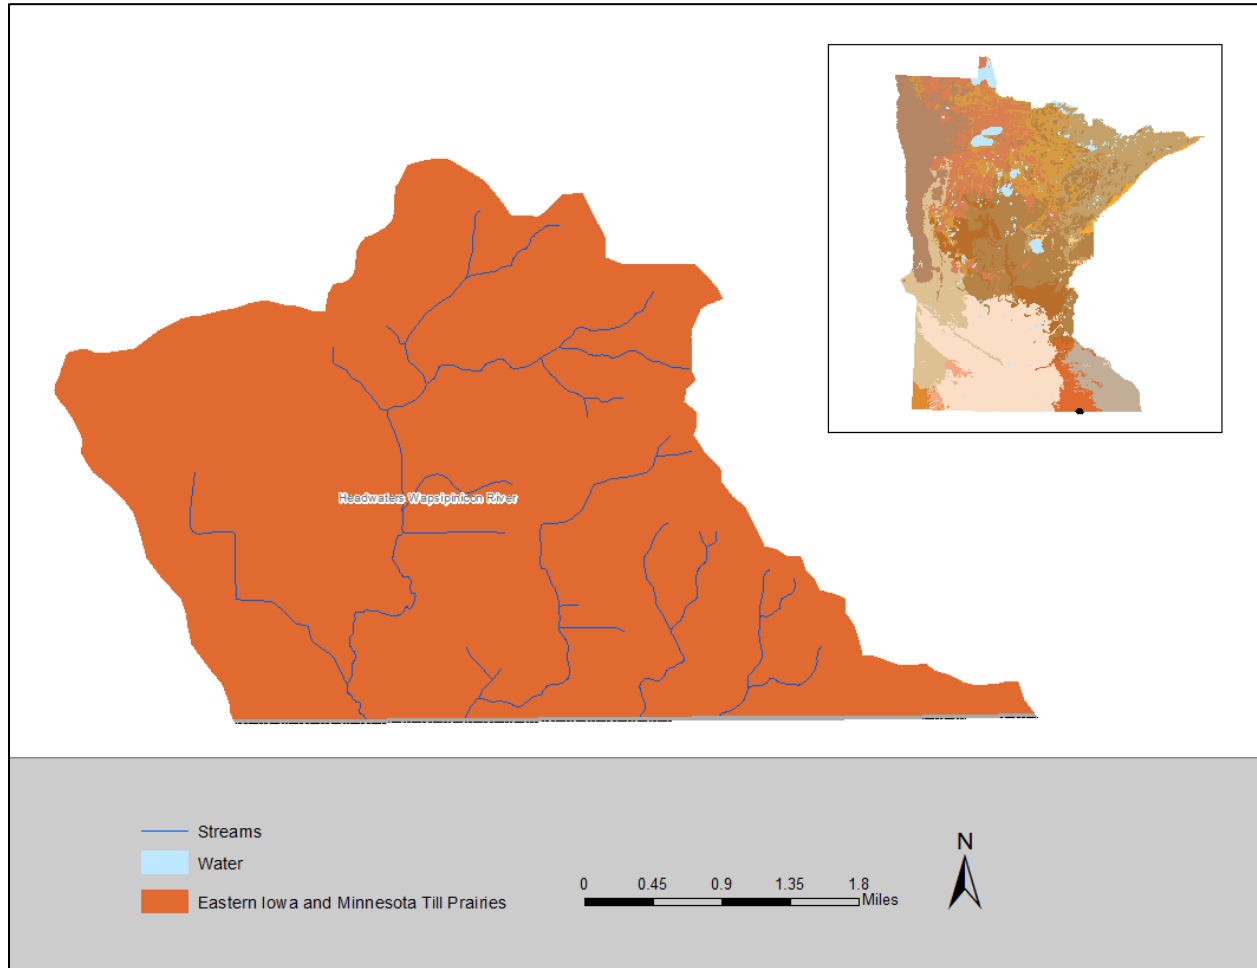 Headwaters Wapsipinicon River
Streams
Water
Eastern Iowa and Minnesota Till Prairies
0 0.45 0.9 1.35 1.8
Miles
N